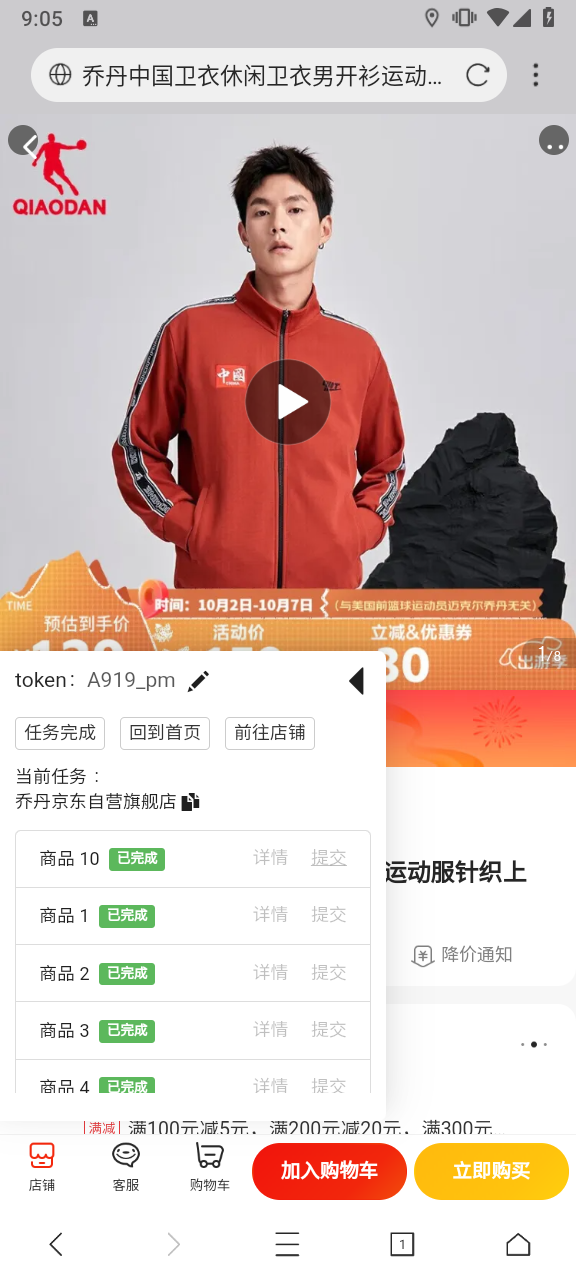 9:05
A
乔丹中国卫衣休闲卫衣男开衫运动...
QIAODAN
中國
TIME
时间：10月2日-10月7日
（与美国前篮球运动员迈克尔乔丹无关）
预估到手价
活动价
立减&优惠券
30
出游季
1/8
token： A919_pm
任务完成
回到首页
前往店铺
当前任务：
乔丹京东自营旗舰店
商品 10 已完成 详情 提交
商品 1 已完成 详情 提交
商品 2 已完成 详情 提交
商品 3 已完成 详情 提交
商品 4 已完成 详情 提交
运动服针织上
降价通知
满减 满100元减5元，满200元减20元，满300元...
店铺
客服
购物车
加入购物车
立即购买
1